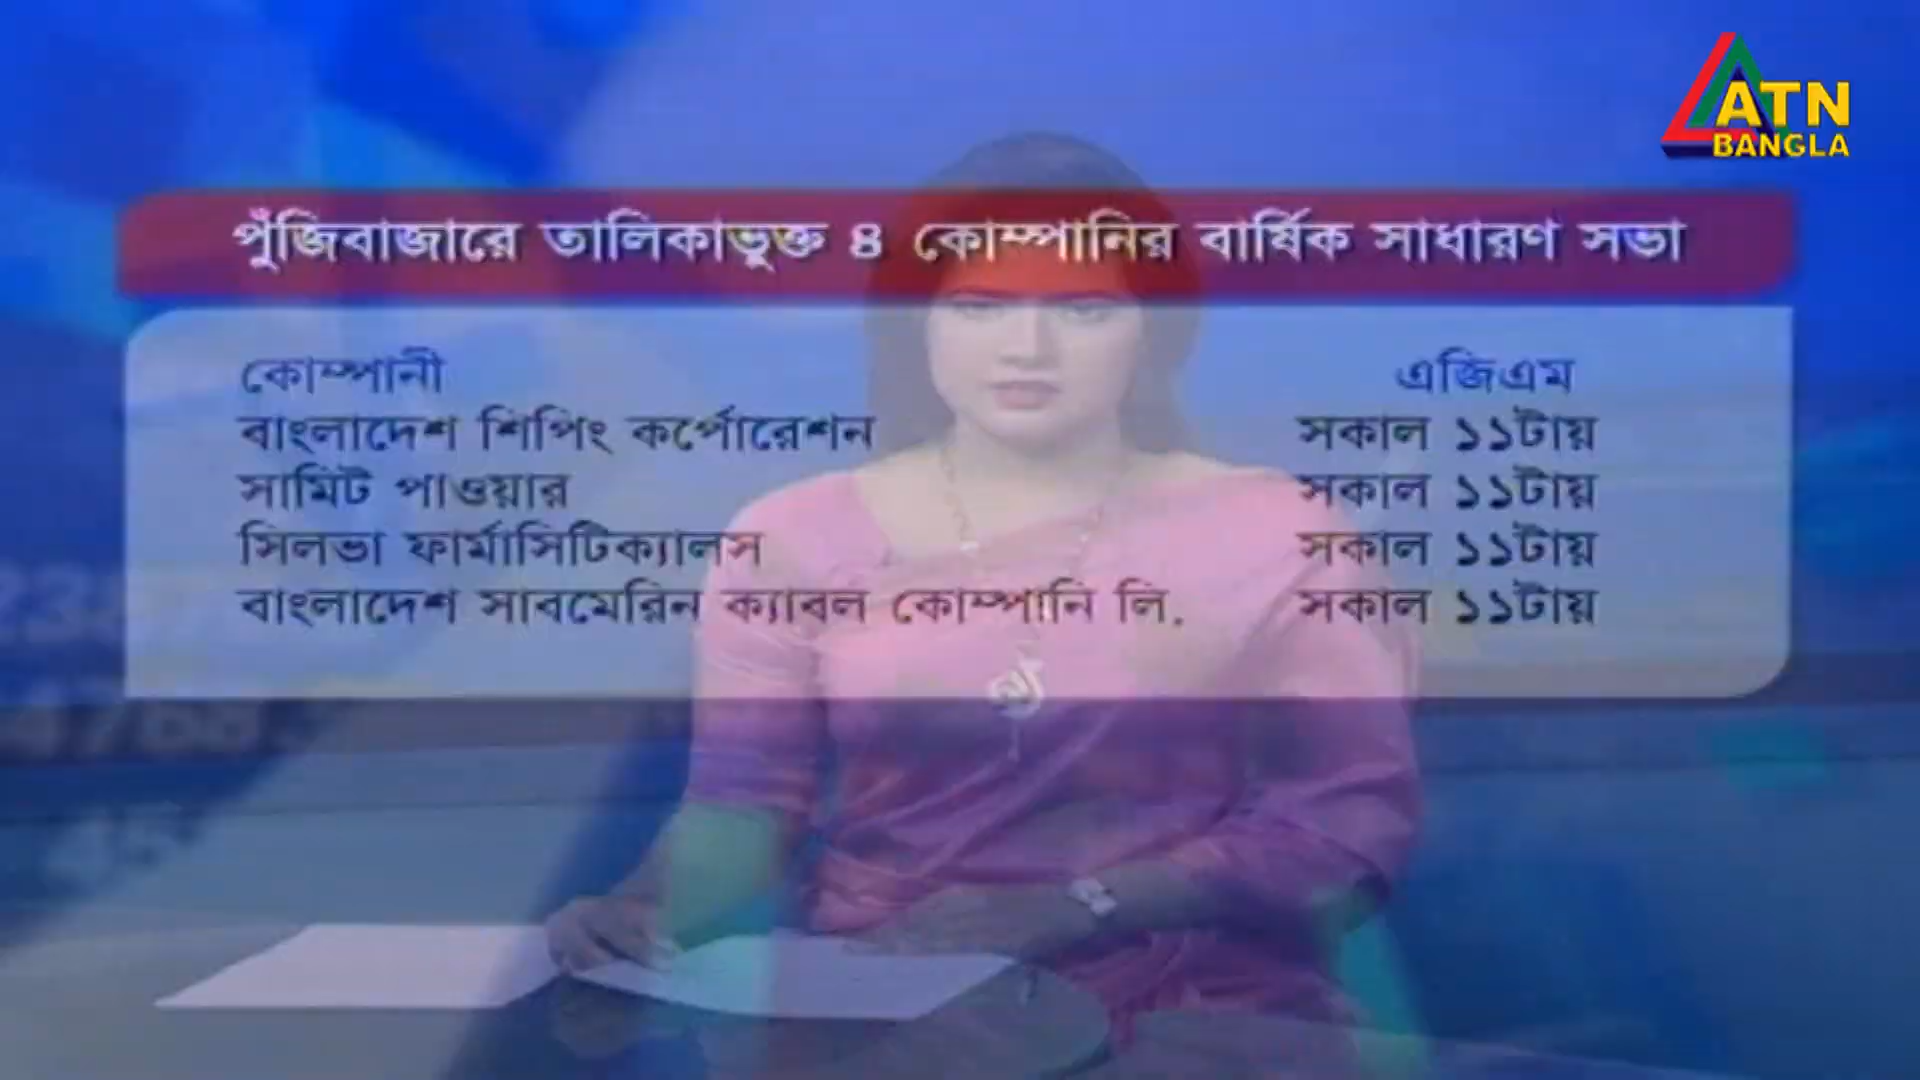 ATN
BANGLA
পুঁজিবাজারে তালিকাভুক্ত ৪ কোম্পানির বার্ষিক সাধারণ সভা
কোম্পানী এজিএম
বাংলাদেশ শিপিং কর্পোরেশন সকাল ১১টায়
সামিট পাওয়ার সকাল ১১টায়
সিলভা ফার্মাসিটিক্যালস সকাল ১১টায়
বাংলাদেশ সাবমেরিন ক্যাবল কোম্পানি লি. সকাল ১১টায়